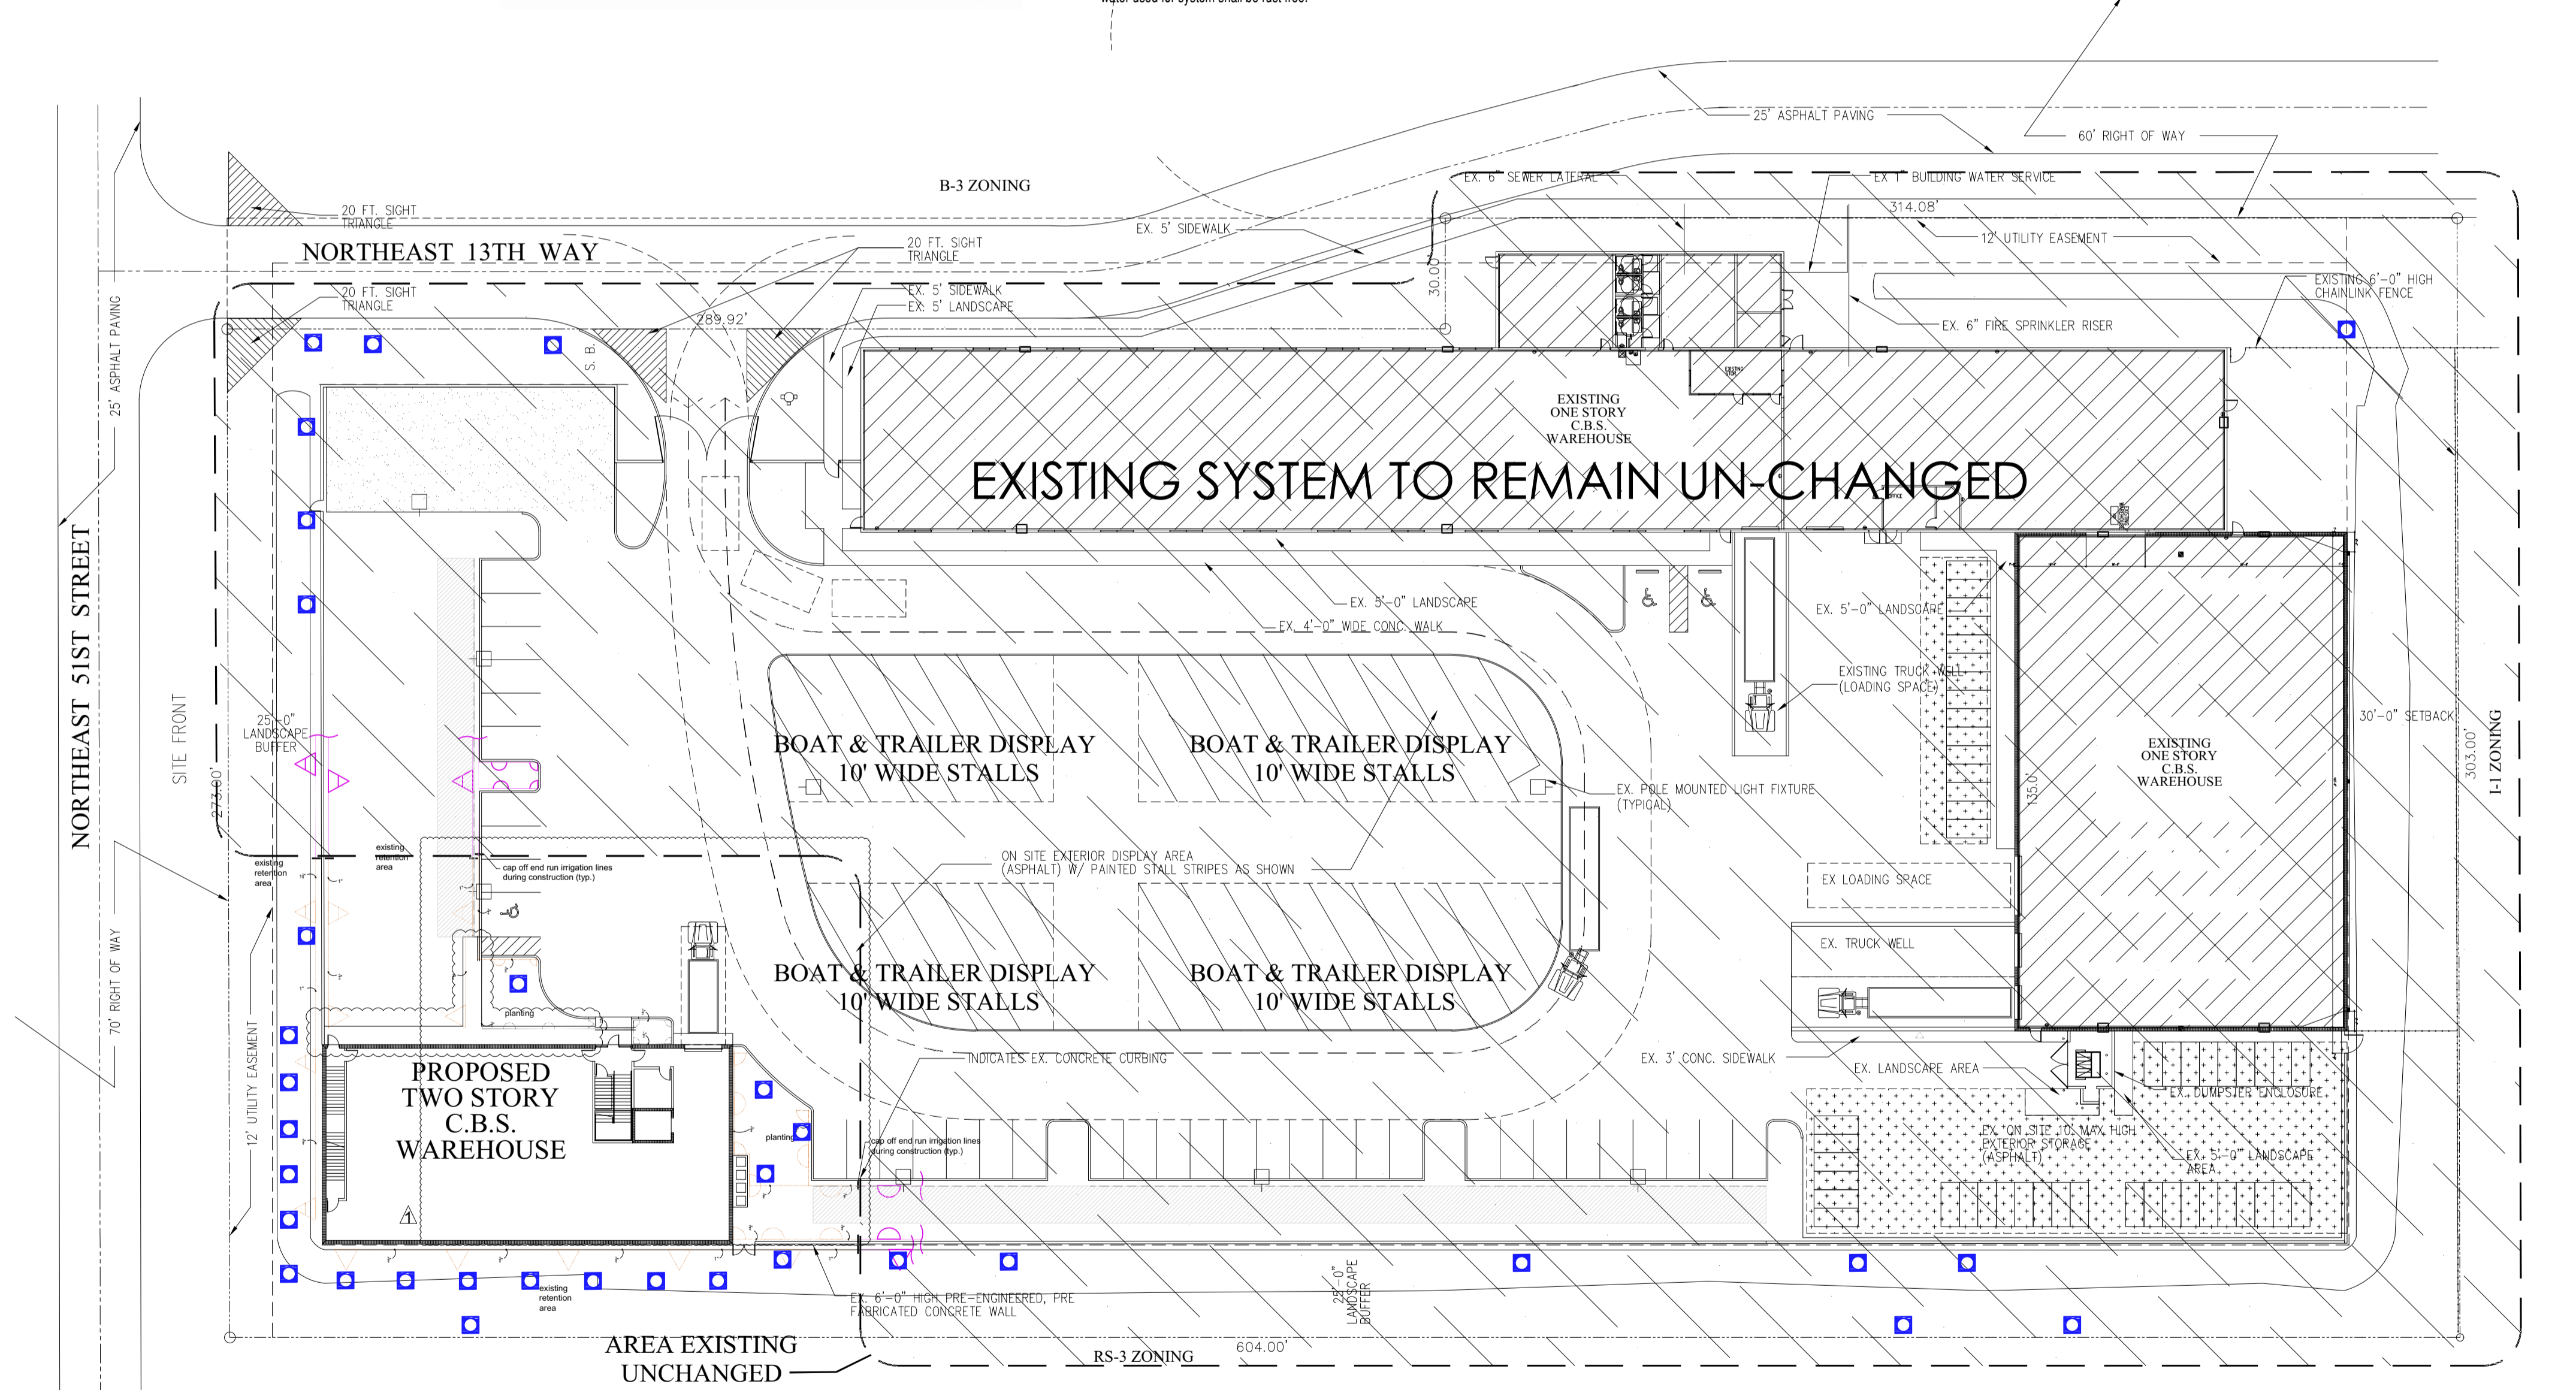 water used for system shall be rust free.
25' ASPHALT PAVING
60' RIGHT OF WAY
B-3 ZONING
EX. 6" SEWER LATERAL
EX 1" BUILDING WATER SERVICE
314.08'
20 FT. SIGHT
TRIANGLE
NORTHEAST 13TH WAY
20 FT. SIGHT
TRIANGLE
EX. 5' SIDEWALK
12' UTILITY EASEMENT
30.00'
20 FT. SIGHT
TRIANGLE
EX. 5' SIDEWALK
EX. 5' LANDSCAPE
289.92'
EXISTING 6'-0" HIGH
CHAINLINK FENCE
EX. 6" FIRE SPRINKLER RISER
S. B.
25' ASPHALT PAVING
EXISTING
ONE STORY
C.B.S.
WAREHOUSE
EXISTING SYSTEM TO REMAIN UN-CHANGED
OFFICE
NORTHEAST 51ST STREET
SITE FRONT
EX. 5'-0" LANDSCAPE
EX. 4'-0" WIDE CONC. WALK
EX. 5'-0" LANDSCAPE
EXISTING TRUCK WELL
(LOADING SPACE)
25'-0"
LANDSCAPE
BUFFER
273.00'
BOAT & TRAILER DISPLAY
10' WIDE STALLS
BOAT & TRAILER DISPLAY
10' WIDE STALLS
EX. POLE MOUNTED LIGHT FIXTURE
(TYPICAL)
135.0'
EXISTING
ONE STORY
C.B.S.
WAREHOUSE
30'-0" SETBACK
303.00'
I-1 ZONING
existing
retention
area
existing
retention
area
cap off end run irrigation lines
during construction (typ.)
ON SITE EXTERIOR DISPLAY AREA
(ASPHALT) W/ PAINTED STALL STRIPES AS SHOWN
EX LOADING SPACE
EX. TRUCK WELL
70' RIGHT OF WAY
12' UTILITY EASEMENT
BOAT & TRAILER DISPLAY
10' WIDE STALLS
BOAT & TRAILER DISPLAY
10' WIDE STALLS
planting
INDICATES EX. CONCRETE CURBING
EX. 3' CONC. SIDEWALK
EX. LANDSCAPE AREA
EX. DUMPSTER ENCLOSURE
PROPOSED
TWO STORY
C.B.S.
WAREHOUSE
1
planting
cap off end run irrigation lines
during construction (typ.)
EX. ON SITE 10' MAX HIGH
EXTERIOR STORAGE
(ASPHALT)
EX. 5'-0" LANDSCAPE
AREA
existing
retention
area
EX. 6'-0" HIGH PRE-ENGINEERED, PRE
FABRICATED CONCRETE WALL
25'-0"
LANDSCAPE
BUFFER
AREA EXISTING
UNCHANGED
RS-3 ZONING
604.00'